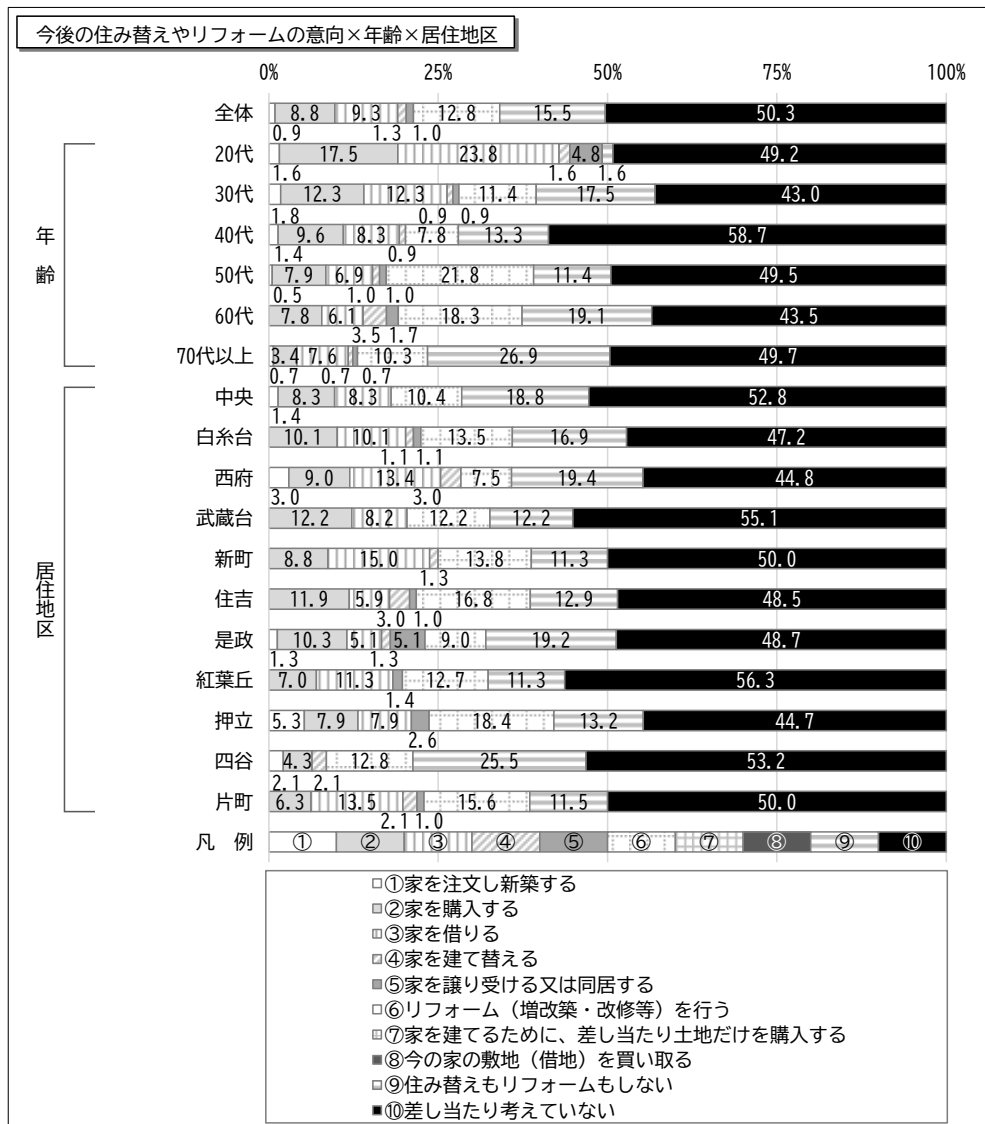 今後の住み替えやリフォームの意向×年齢×居住地区
0% 25% 50% 75% 100%
全体 8.8 9.3 12.8 15.5 50.3
0.9 1.3 1.0
20代 17.5 23.8 4.8 49.2
1.6 1.6 1.6
30代 12.3 12.3 11.4 17.5 43.0
1.8 0.9 0.9
年齢
40代 9.6 8.3 7.8 13.3 58.7
1.4 0.9
50代 7.9 6.9 21.8 11.4 49.5
0.5 1.0 1.0
60代 7.8 6.1 18.3 19.1 43.5
3.5 1.7
70代以上 3.4 7.6 10.3 26.9 49.7
0.7 0.7 0.7
中央 8.3 8.3 10.4 18.8 52.8
1.4
白糸台 10.1 10.1 13.5 16.9 47.2
1.1 1.1
西府 9.0 13.4 7.5 19.4 44.8
3.0 3.0
武蔵台 12.2 8.2 12.2 12.2 55.1
居住地区
新町 8.8 15.0 13.8 11.3 50.0
1.3
住吉 11.9 5.9 16.8 12.9 48.5
3.0 1.0
是政 10.3 5.1 5.1 9.0 19.2 48.7
1.3 1.3
紅葉丘 7.0 11.3 12.7 11.3 56.3
1.4
押立 5.3 7.9 7.9 18.4 13.2 44.7
2.6
四谷 4.3 12.8 25.5 53.2
2.1 2.1
片町 6.3 13.5 15.6 11.5 50.0
2.1 1.0
凡 例 ① ② ③ ④ ⑤ ⑥ ⑦ ⑧ ⑨ ⑩
①家を注文し新築する
②家を購入する
③家を借りる
④家を建て替える
⑤家を譲り受ける又は同居する
⑥リフォーム（増改築・改修等）を行う
⑦家を建てるために、差し当たり土地だけを購入する
⑧今の家の敷地（借地）を買い取る
⑨住み替えもリフォームもしない
⑩差し当たり考えていない